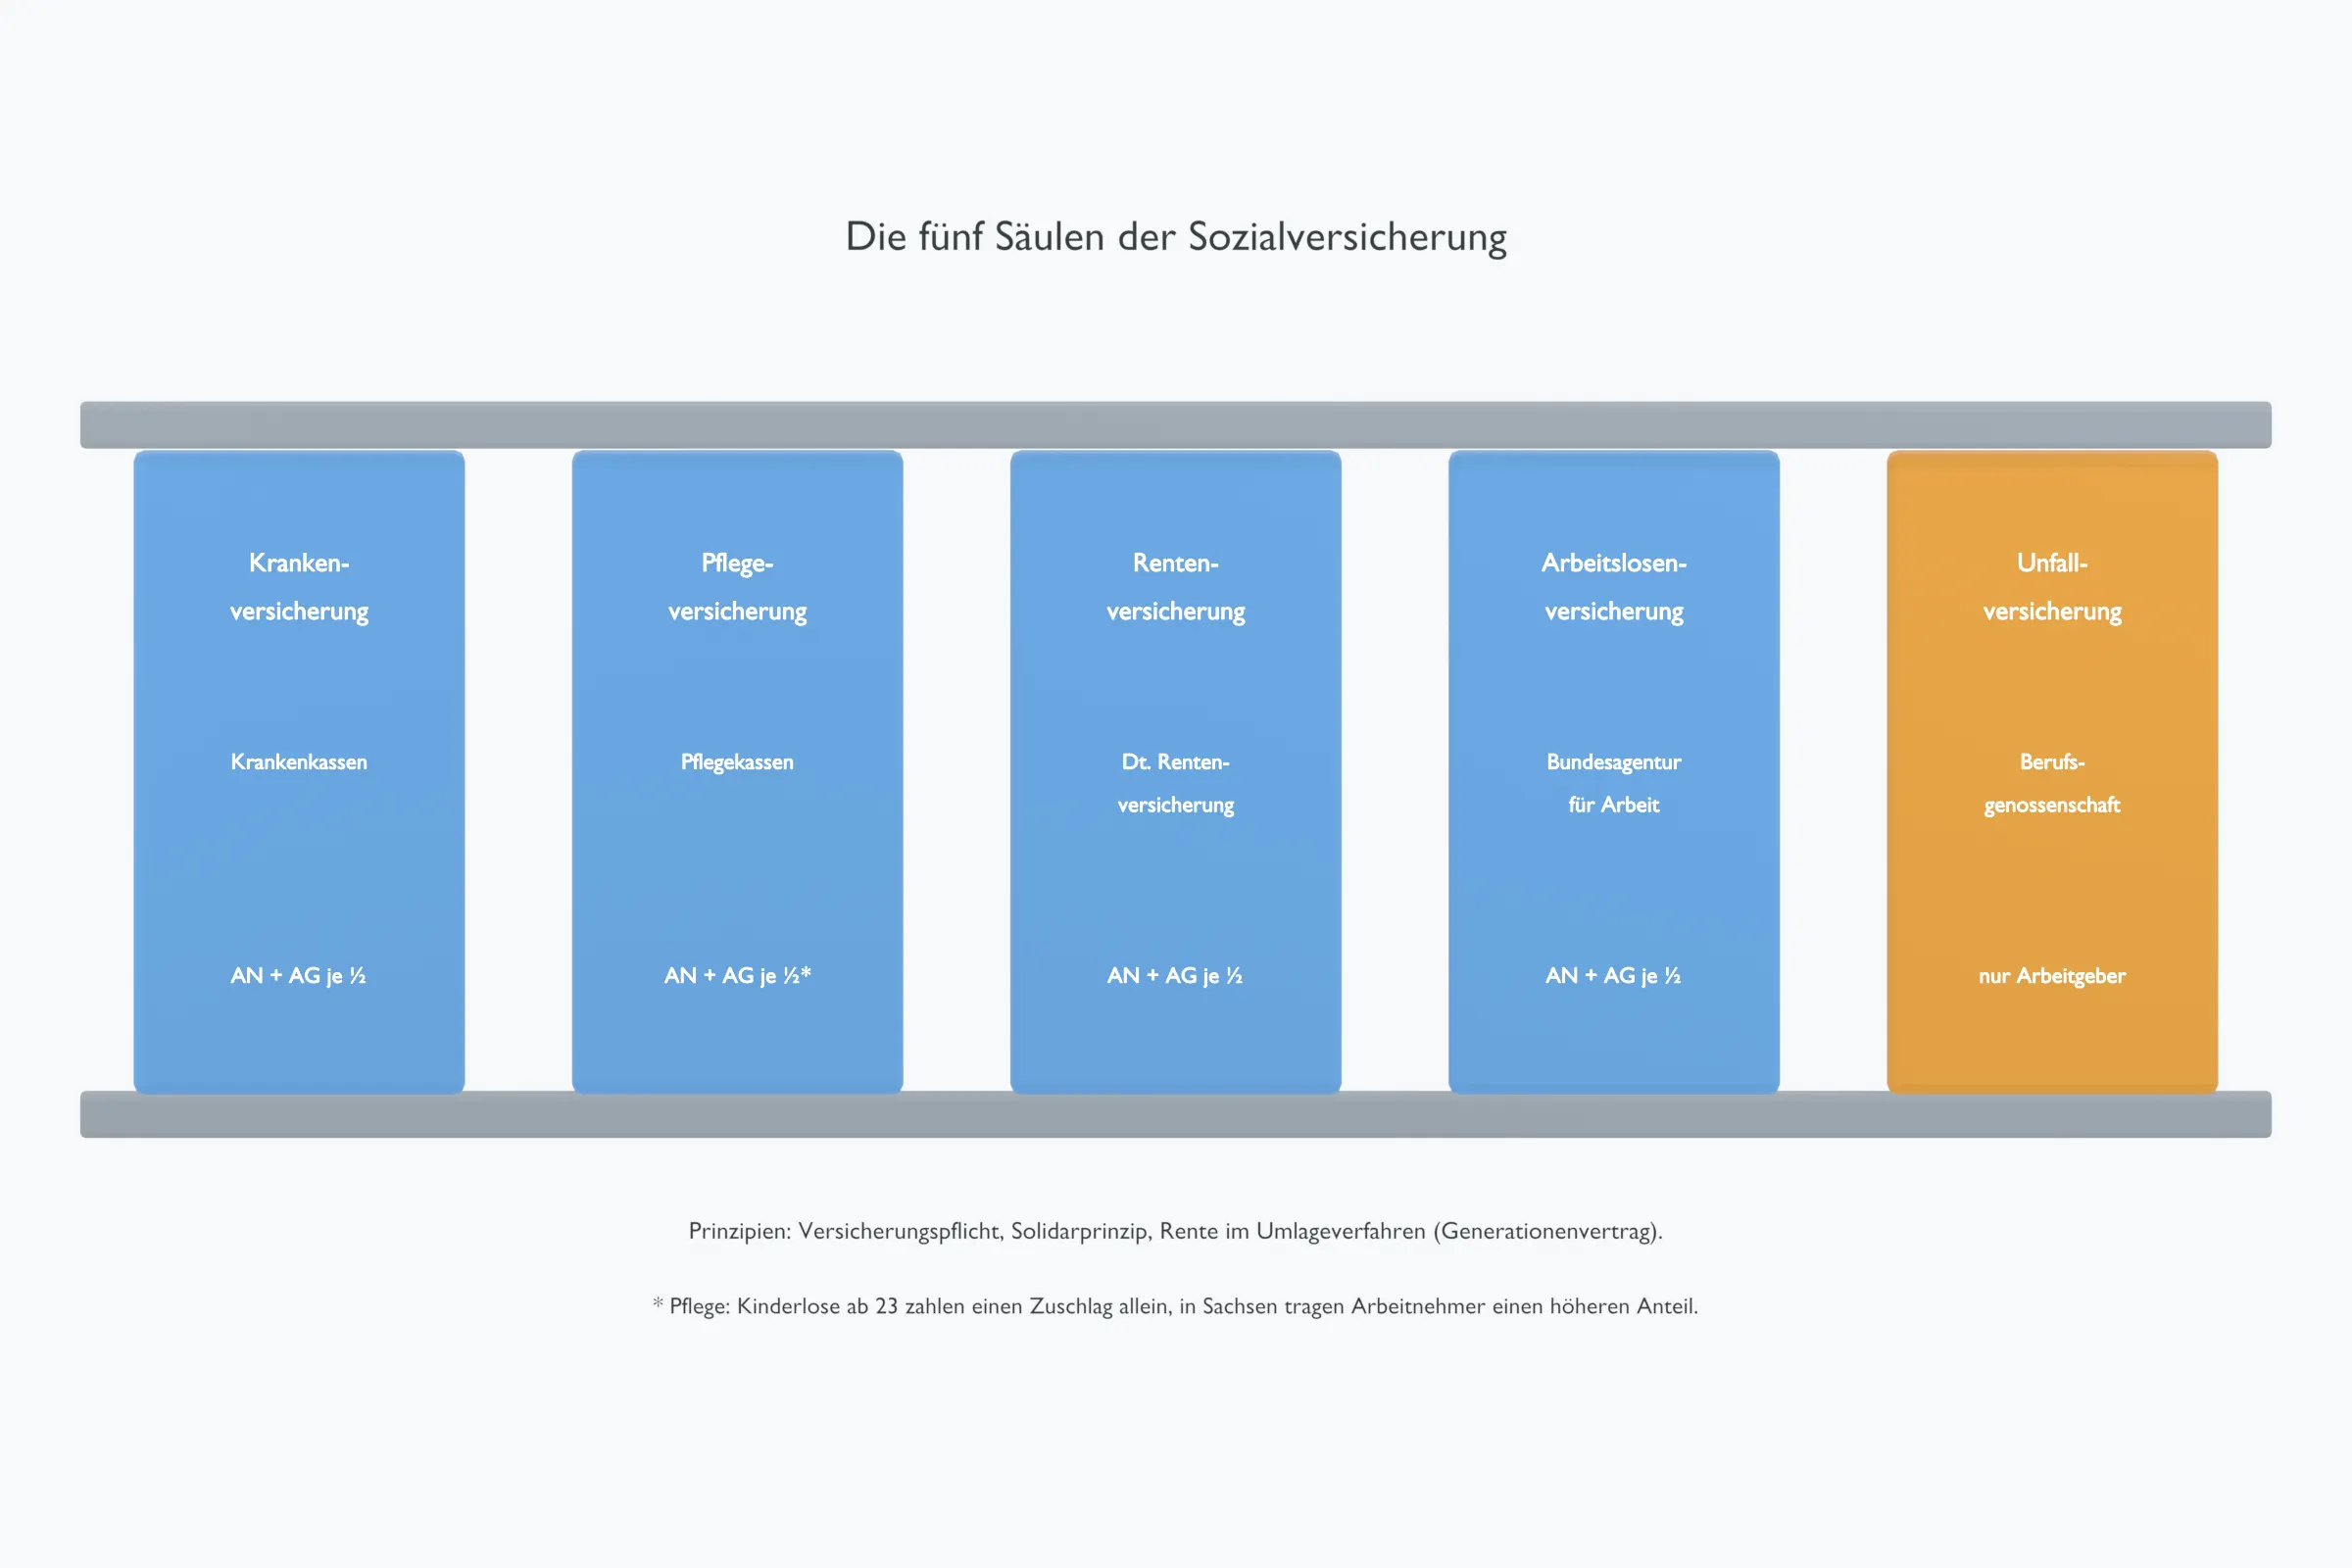 Die fünf Säulen der Sozialversicherung
Kranken-
versicherung
Krankenkassen
AN + AG je ½
Pflege-
versicherung
Pflegekassen
AN + AG je ½*
Renten-
versicherung
Dt. Renten-
versicherung
AN + AG je ½
Arbeitslosen-
versicherung
Bundesagentur
für Arbeit
AN + AG je ½
Unfall-
versicherung
Berufs-
genossenschaft
nur Arbeitgeber
Prinzipien: Versicherungspflicht, Solidarprinzip, Rente im Umlageverfahren (Generationenvertrag).
* Pflege: Kinderlose ab 23 zahlen einen Zuschlag allein, in Sachsen tragen Arbeitnehmer einen höheren Anteil.